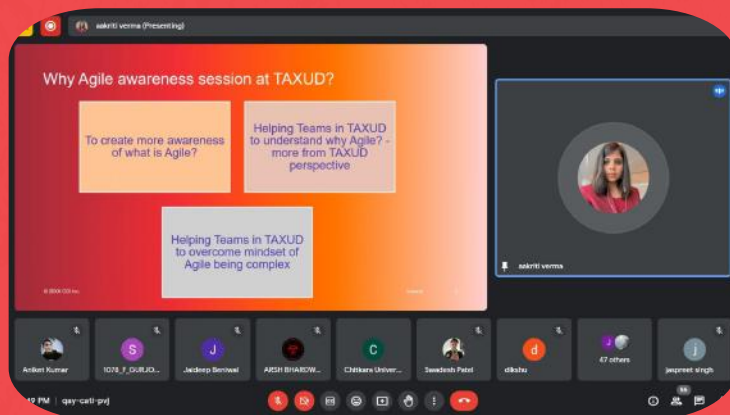 aakriti verma (Presenting)
Why Agile awareness session at TAXUD?
To create more awareness
of what is Agile?
Helping Teams in TAXUD
to understand why Agile? -
more from TAXUD
perspective
Helping Teams in TAXUD
to overcome mindset of
Agile being complex
aakriti verma
S
J
C
d
J
j
Aniket Kumar
1078_F_GURJO...
Jaideep Beniwal
ARSH BHARDW...
Chitkara Univer...
Swadesh Patel
dikshu
47 others
jaspreet singh
PM | qay-cati-pvj